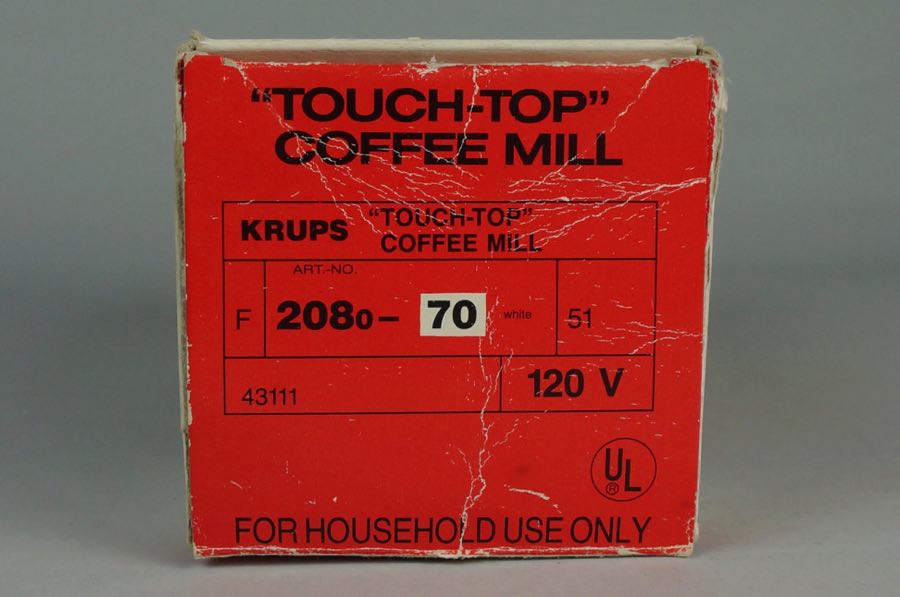 “TOUCH-TOP”
COFFEE MILL
KRUPS “TOUCH-TOP”
COFFEE MILL
ART.-NO.
F 2080– 70 white 51
43111 120 V
UL
®
FOR HOUSEHOLD USE ONLY